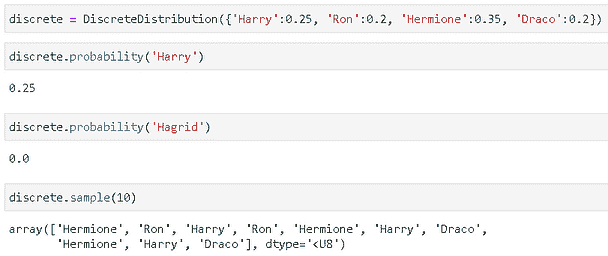 discrete = DiscreteDistribution({'Harry':0.25, 'Ron':0.2, 'Hermione':0.35, 'Draco':0.2})
discrete.probability('Harry')
0.25
discrete.probability('Hagrid')
0.0
discrete.sample(10)
array(['Hermione', 'Ron', 'Harry', 'Ron', 'Hermione', 'Harry', 'Draco',
'Hermione', 'Harry', 'Draco'], dtype='<U8')